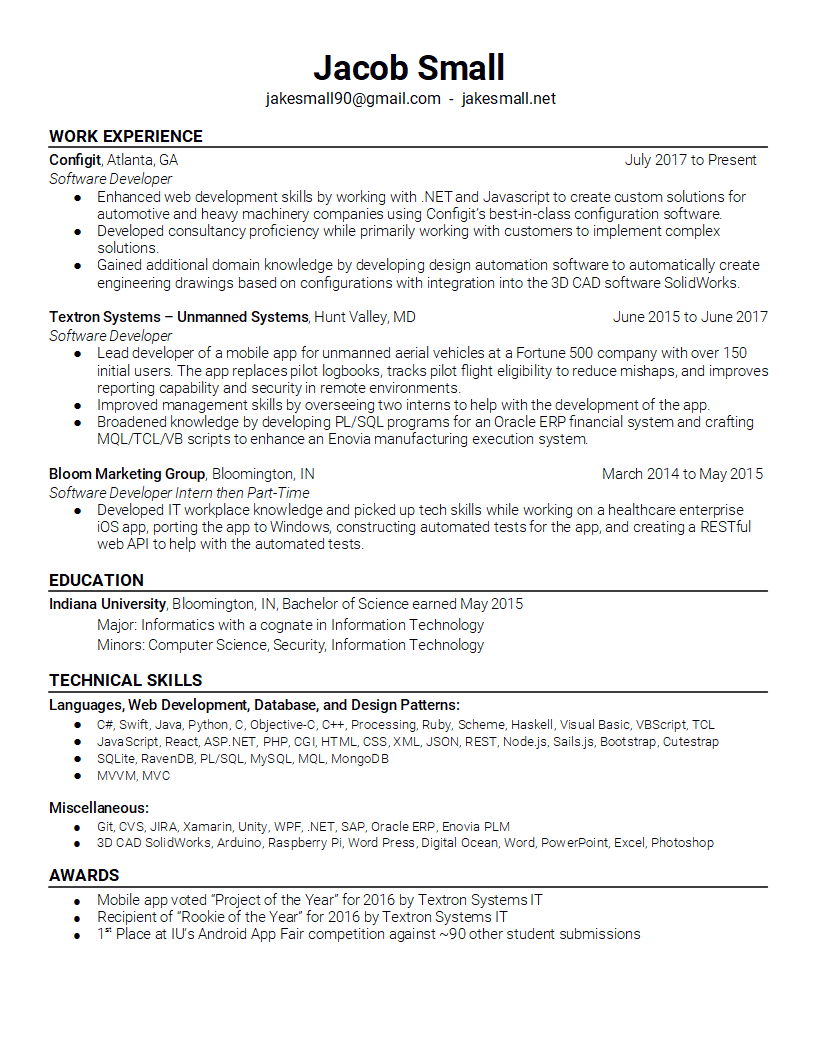 Jacob Small
jakesmall90@gmail.com - jakesmall.net
WORK EXPERIENCE
Configit, Atlanta, GA July 2017 to Present
Software Developer
● Enhanced web development skills by working with .NET and Javascript to create custom solutions for
automotive and heavy machinery companies using Configit's best-in-class configuration software.
● Developed consultancy proficiency while primarily working with customers to implement complex
solutions.
● Gained additional domain knowledge by developing design automation software to automatically create
engineering drawings based on configurations with integration into the 3D CAD software SolidWorks.
Textron Systems – Unmanned Systems, Hunt Valley, MD June 2015 to June 2017
Software Developer
● Lead developer of a mobile app for unmanned aerial vehicles at a Fortune 500 company with over 150
initial users. The app replaces pilot logbooks, tracks pilot flight eligibility to reduce mishaps, and improves
reporting capability and security in remote environments.
● Improved management skills by overseeing two interns to help with the development of the app.
● Broadened knowledge by developing PL/SQL programs for an Oracle ERP financial system and crafting
MQL/TCL/VB scripts to enhance an Enovia manufacturing execution system.
Bloom Marketing Group, Bloomington, IN March 2014 to May 2015
Software Developer Intern then Part-Time
● Developed IT workplace knowledge and picked up tech skills while working on a healthcare enterprise
iOS app, porting the app to Windows, constructing automated tests for the app, and creating a RESTful
web API to help with the automated tests.
EDUCATION
Indiana University, Bloomington, IN, Bachelor of Science earned May 2015
Major: Informatics with a cognate in Information Technology
Minors: Computer Science, Security, Information Technology
TECHNICAL SKILLS
Languages, Web Development, Database, and Design Patterns:
● C#, Swift, Java, Python, C, Objective-C, C++, Processing, Ruby, Scheme, Haskell, Visual Basic, VBScript, TCL
● JavaScript, React, ASP.NET, PHP, CGI, HTML, CSS, XML, JSON, REST, Node.js, Sails.js, Bootstrap, Cutestrap
● SQLite, RavenDB, PL/SQL, MySQL, MQL, MongoDB
● MVVM, MVC
Miscellaneous:
● Git, CVS, JIRA, Xamarin, Unity, WPF, .NET, SAP, Oracle ERP, Enovia PLM
● 3D CAD SolidWorks, Arduino, Raspberry Pi, Word Press, Digital Ocean, Word, PowerPoint, Excel, Photoshop
AWARDS
● Mobile app voted "Project of the Year" for 2016 by Textron Systems IT
● Recipient of "Rookie of the Year" for 2016 by Textron Systems IT
● 1st Place at IU's Android App Fair competition against ~90 other student submissions